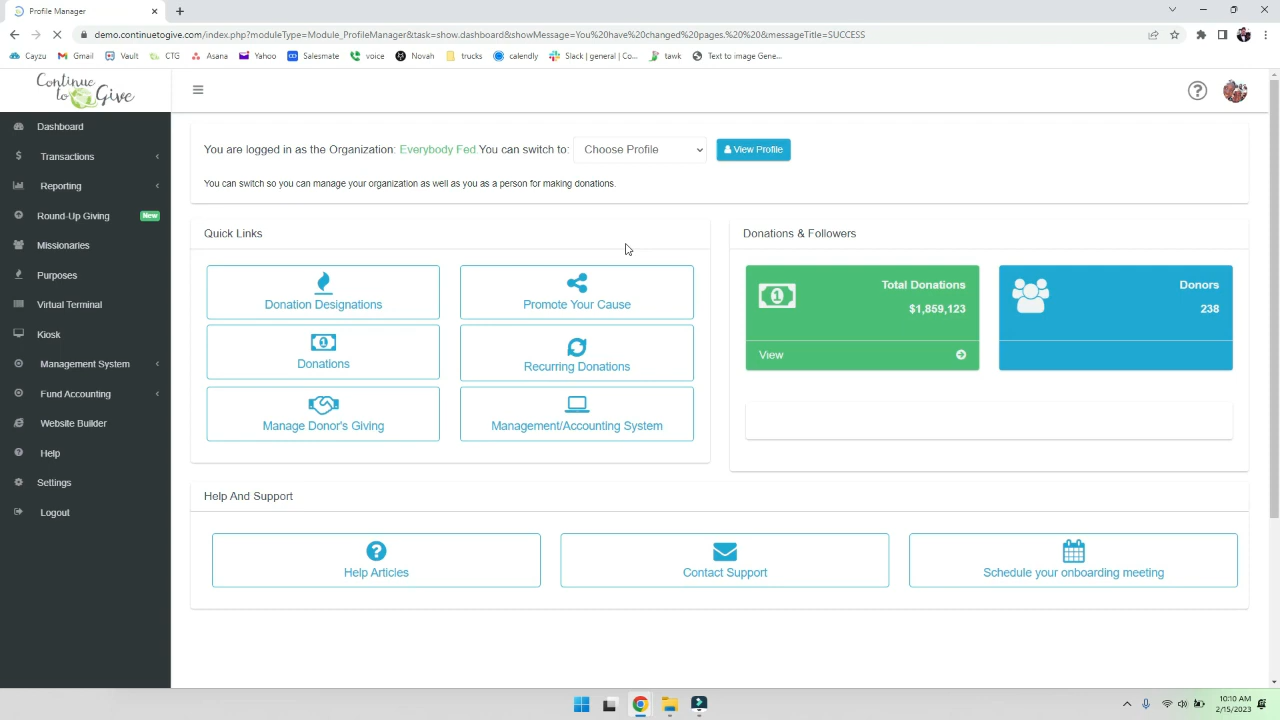 Profile Manager
demo.continuetogive.com/index.php?moduleType=Module_ProfileManager&task=show.dashboard&showMessage=You%20have%20changed%20pages.%20%20&messageTitle=SUCCESS
Cayzu Gmail Vault CTG Asana Yahoo Salesmate voice Novah trucks calendly Slack | general | Co... tawk Text to image Gene...
Continue to Give
You are logged in as the Organization: Everybody Fed You can switch to: Choose Profile View Profile
You can switch so you can manage your organization as well as you as a person for making donations.
Dashboard
Transactions
Reporting
Round-Up Giving New
Missionaries
Purposes
Virtual Terminal
Kiosk
Management System
Fund Accounting
Website Builder
Help
Settings
Logout
Quick Links
Donation Designations
Promote Your Cause
Donations
Recurring Donations
Manage Donor's Giving
Management/Accounting System
Donations & Followers
Total Donations
$1,859,123
View
Donors
238
Help And Support
Help Articles
Contact Support
Schedule your onboarding meeting
10:10 AM
2/15/2023